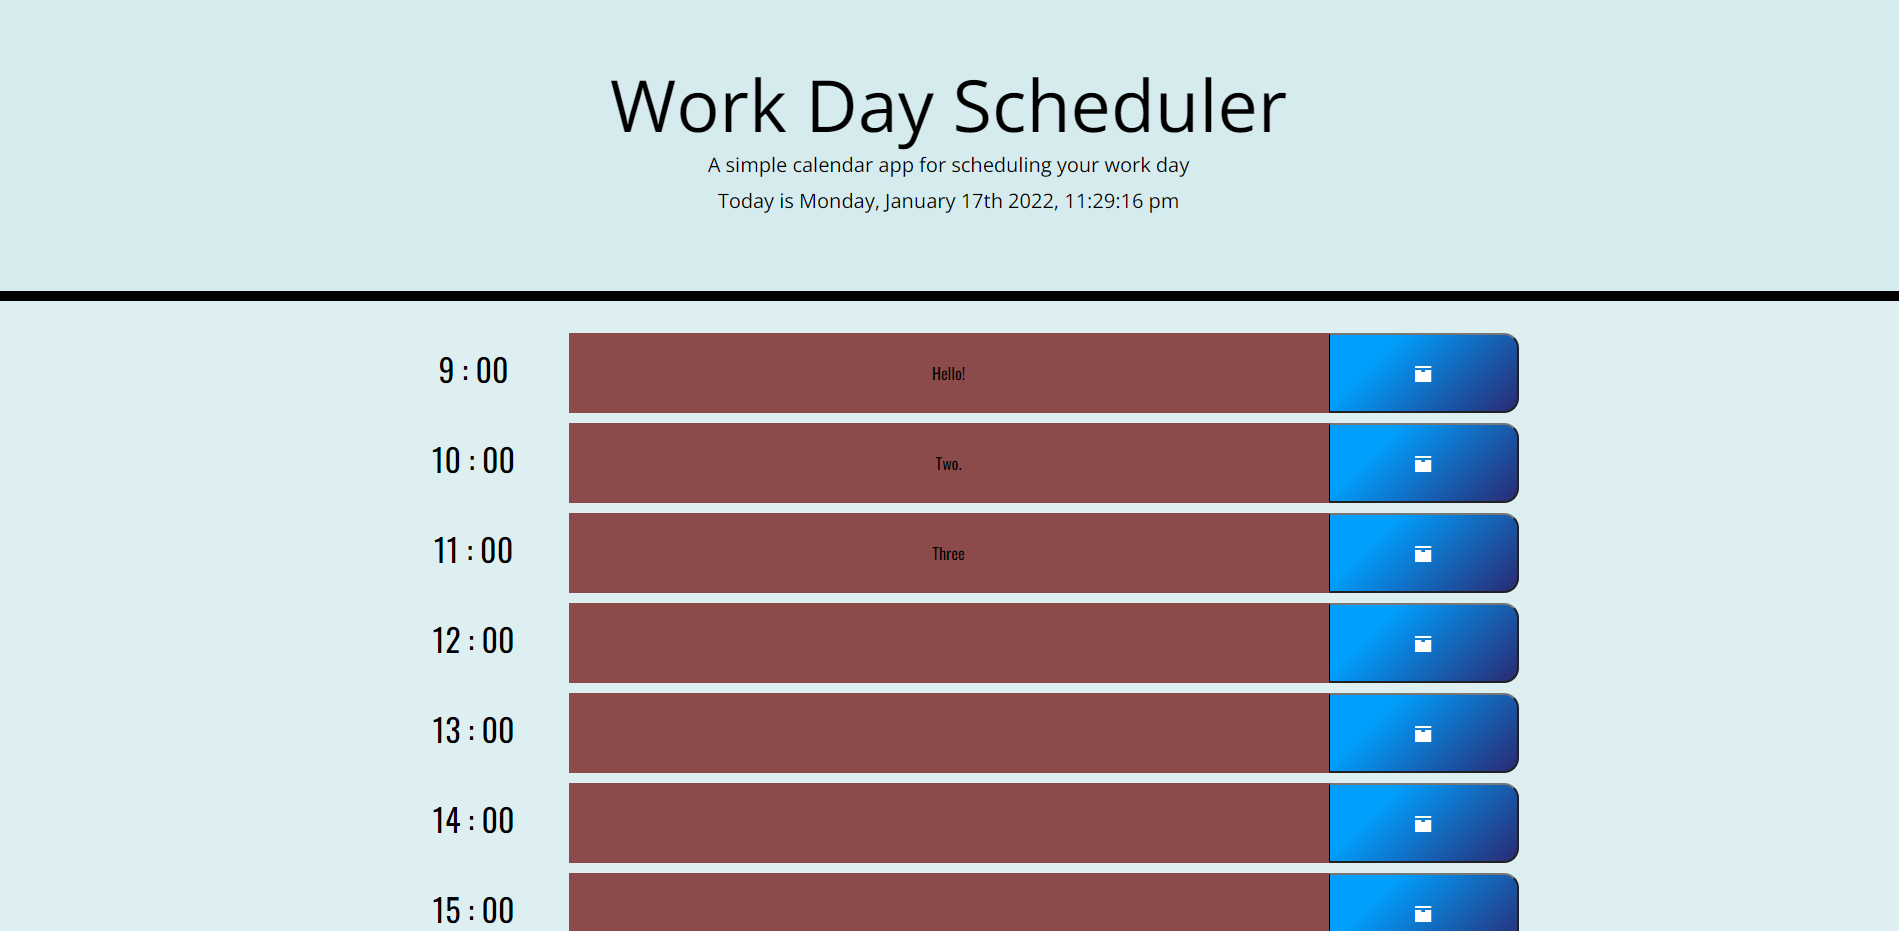 Work Day Scheduler
A simple calendar app for scheduling your work day
Today is Monday, January 17th 2022, 11:29:16 pm
9 : 00
Hello!
10 : 00
Two.
11 : 00
Three
12 : 00
13 : 00
14 : 00
15 : 00